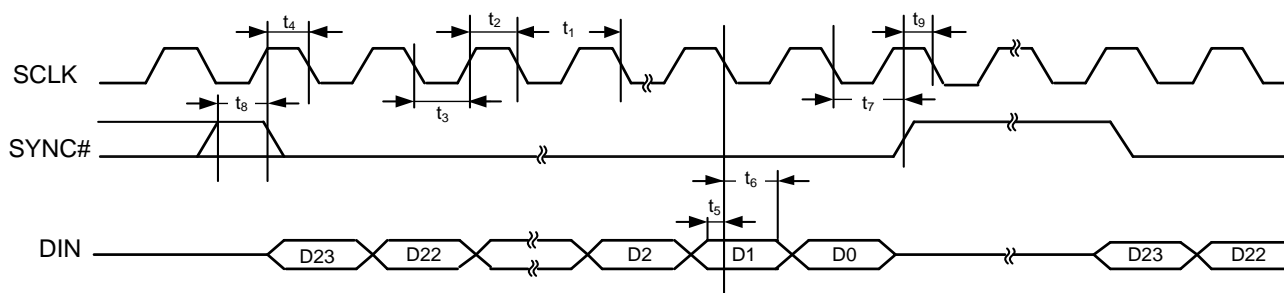 t4 t2 t1 t9
SCLK
t8 t3 t7
SYNC#
t6
t5
DIN D23 D22 D2 D1 D0 D23 D22